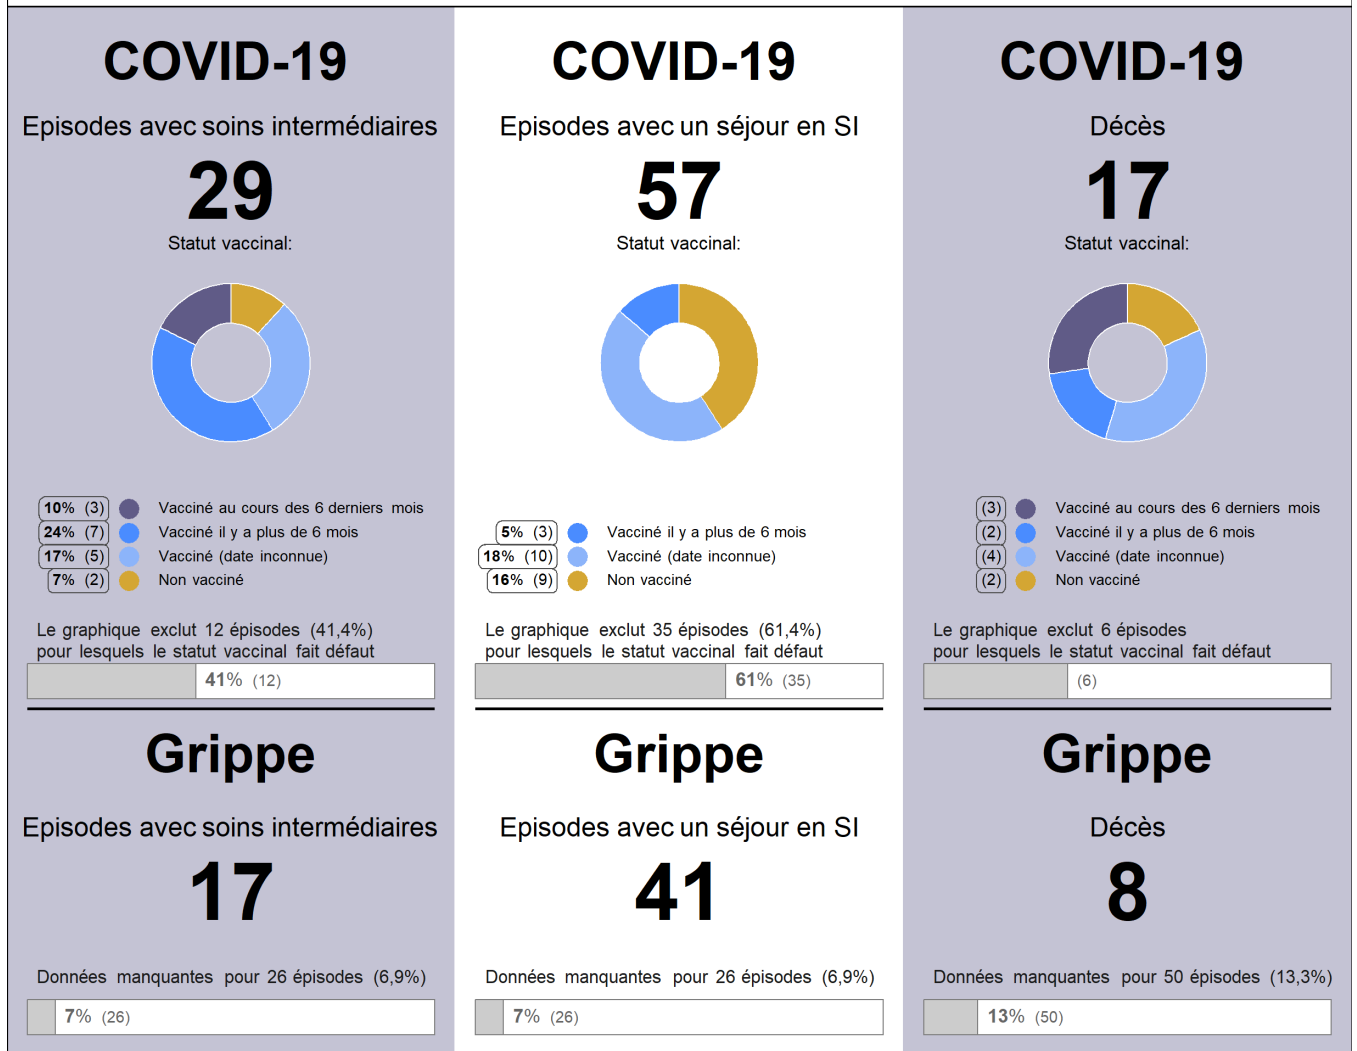 COVID-19
Episodes avec soins intermédiaires
29
Statut vaccinal:
10% (3) Vacciné au cours des 6 derniers mois
24% (7) Vacciné il y a plus de 6 mois
17% (5) Vacciné (date inconnue)
7% (2) Non vacciné
Le graphique exclut 12 épisodes (41,4%)
pour lesquels le statut vaccinal fait défaut
41% (12)
Grippe
Episodes avec soins intermédiaires
17
Données manquantes pour 26 épisodes (6,9%)
7% (26)
COVID-19
Episodes avec un séjour en SI
57
Statut vaccinal:
5% (3) Vacciné il y a plus de 6 mois
18% (10) Vacciné (date inconnue)
16% (9) Non vacciné
Le graphique exclut 35 épisodes (61,4%)
pour lesquels le statut vaccinal fait défaut
61% (35)
Grippe
Episodes avec un séjour en SI
41
Données manquantes pour 26 épisodes (6,9%)
7% (26)
COVID-19
Décès
17
Statut vaccinal:
(3) Vacciné au cours des 6 derniers mois
(2) Vacciné il y a plus de 6 mois
(4) Vacciné (date inconnue)
(2) Non vacciné
Le graphique exclut 6 épisodes
pour lesquels le statut vaccinal fait défaut
(6)
Grippe
Décès
8
Données manquantes pour 50 épisodes (13,3%)
13% (50)